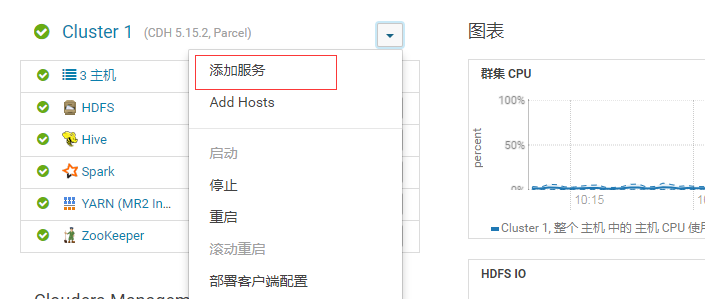 Cluster 1 (CDH 5.15.2, Parcel)
3 主机
HDFS
Hive
Spark
YARN (MR2 In...
ZooKeeper
添加服务
Add Hosts
启动
停止
重启
滚动重启
部署客户端配置
图表
群集 CPU
percent
100%
50%
0%
10:15
Cluster 1, 整个 主机 中的 主机 CPU 使用
HDFS IO